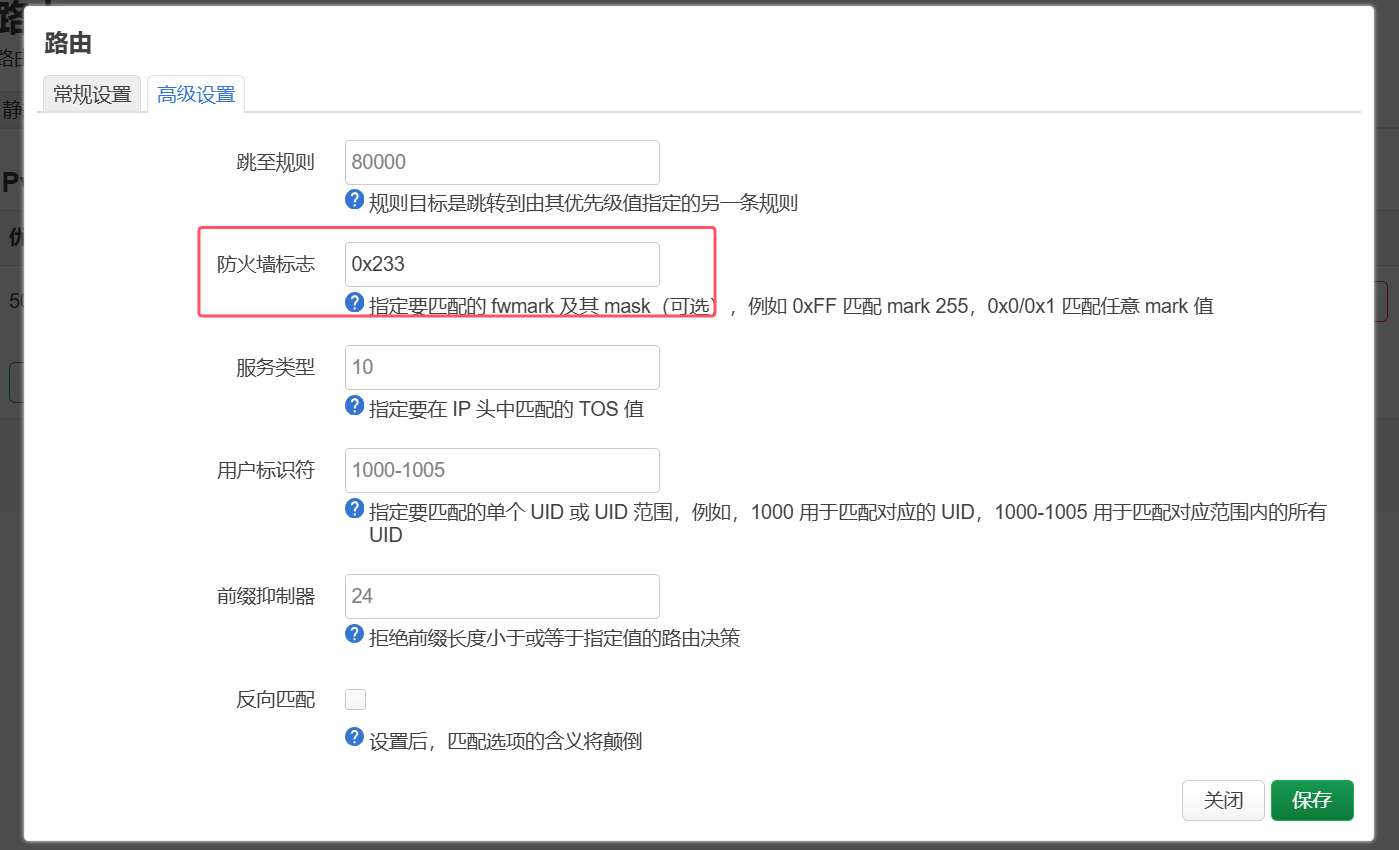 路由
常规设置 高级设置
跳至规则 80000
规则目标是跳转到由其优先级值指定的另一条规则
防火墙标志 0x233
指定要匹配的 fwmark 及其 mask（可选），例如 0xFF 匹配 mark 255，0x0/0x1 匹配任意 mark 值
服务类型 10
指定要在 IP 头中匹配的 TOS 值
用户标识符 1000-1005
指定要匹配的单个 UID 或 UID 范围，例如，1000 用于匹配对应的 UID，1000-1005 用于匹配对应范围内的所有
UID
前缀抑制器 24
拒绝前缀长度小于或等于指定值的路由决策
反向匹配
设置后，匹配选项的含义将颠倒
关闭 保存